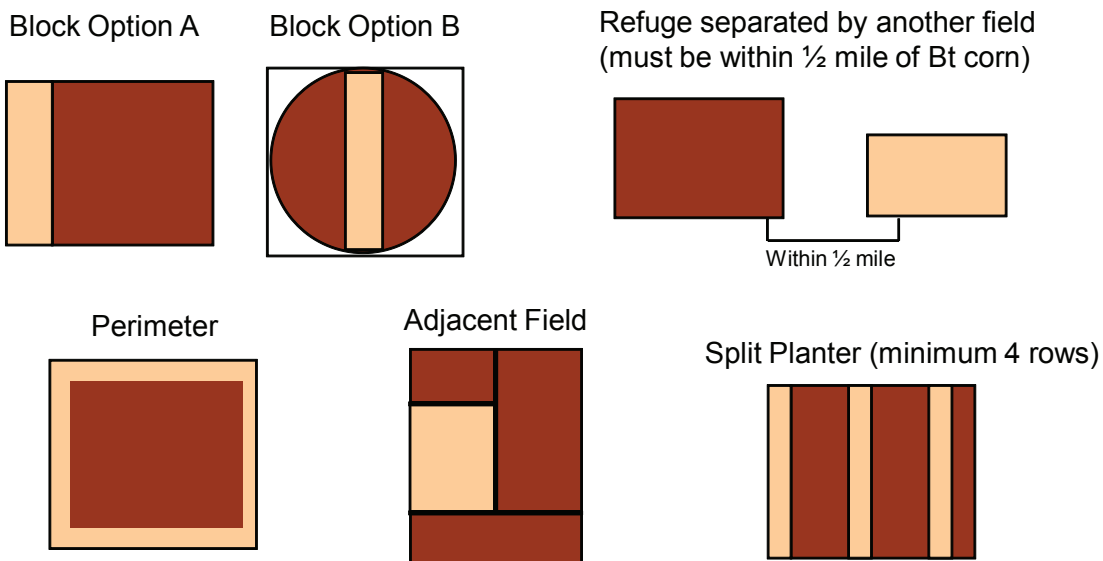 Block Option A
Block Option B
Refuge separated by another field
(must be within ½ mile of Bt corn)
Within ½ mile
Perimeter
Adjacent Field
Split Planter (minimum 4 rows)